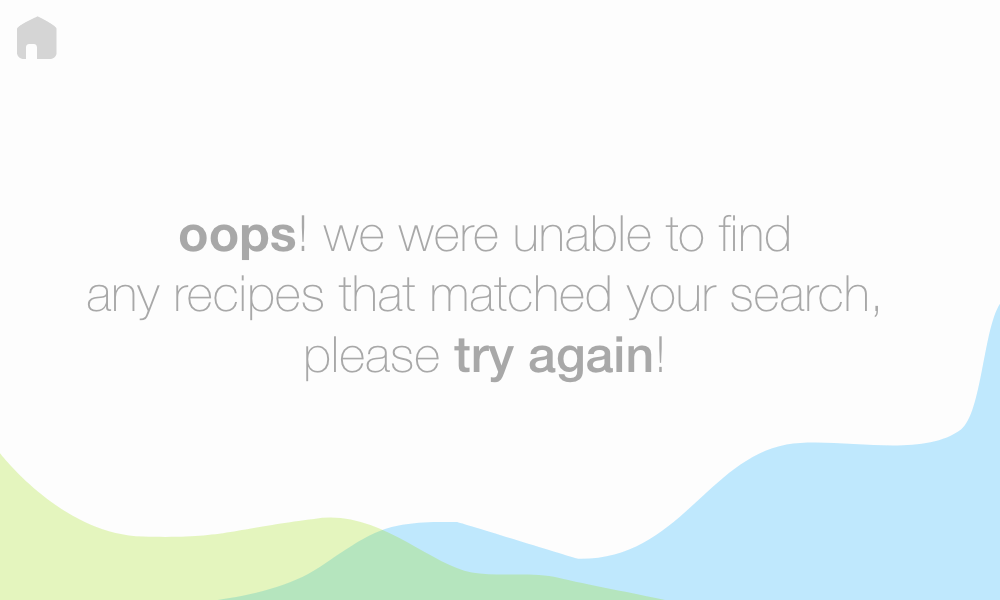 oops! we were unable to find
any recipes that matched your search,
please try again!